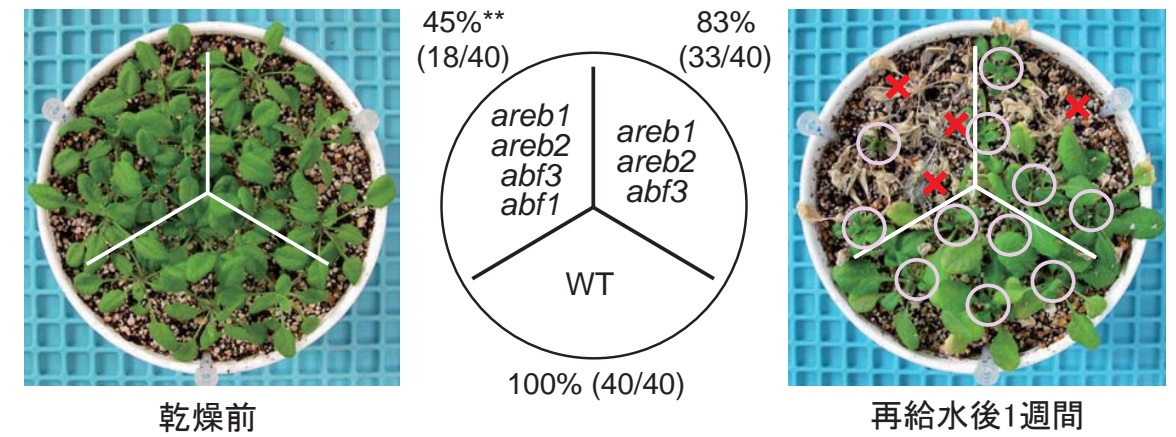 45%**
(18/40)
83%
(33/40)
areb1
areb2
abf3
abf1
areb1
areb2
abf3
WT
100% (40/40)
乾燥前
再給水後1週間